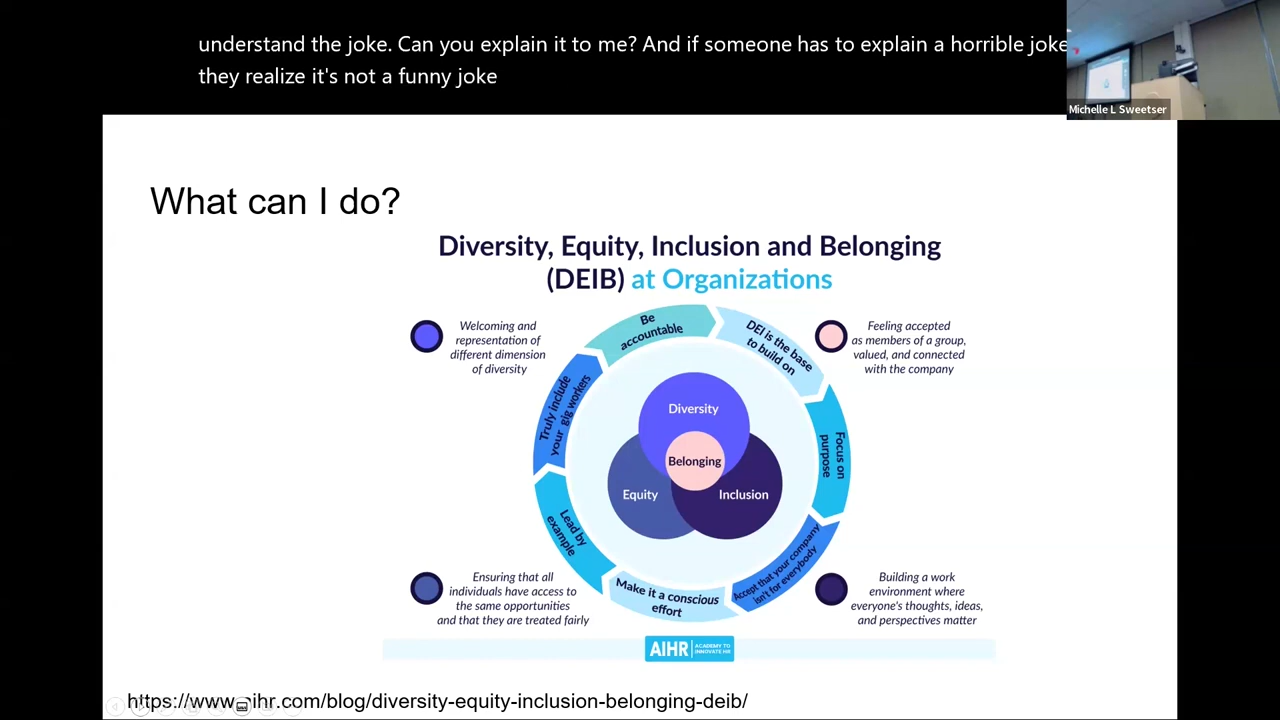 understand the joke. Can you explain it to me? And if someone has to explain a horrible joke
they realize it's not a funny joke
Michelle L Sweetser
What can I do?
Diversity, Equity, Inclusion and Belonging
(DEIB) at Organizations
Welcoming and
representation of
different dimension
of diversity
Be
accountable
DEI is the base
to build on
Feeling accepted
as members of a group,
valued, and connected
with the company
Truly include
your gig workers
Focus on
purpose
Diversity
Belonging
Equity
Inclusion
Lead by
example
Make it a conscious
effort
Accept that your company
isn't for everybody
Ensuring that all
individuals have access to
the same opportunities
and that they are treated fairly
Building a work
environment where
everyone's thoughts, ideas,
and perspectives matter
AIHR
ACADEMY TO
INNOVATE HR
https://www.aihr.com/blog/diversity-equity-inclusion-belonging-deib/